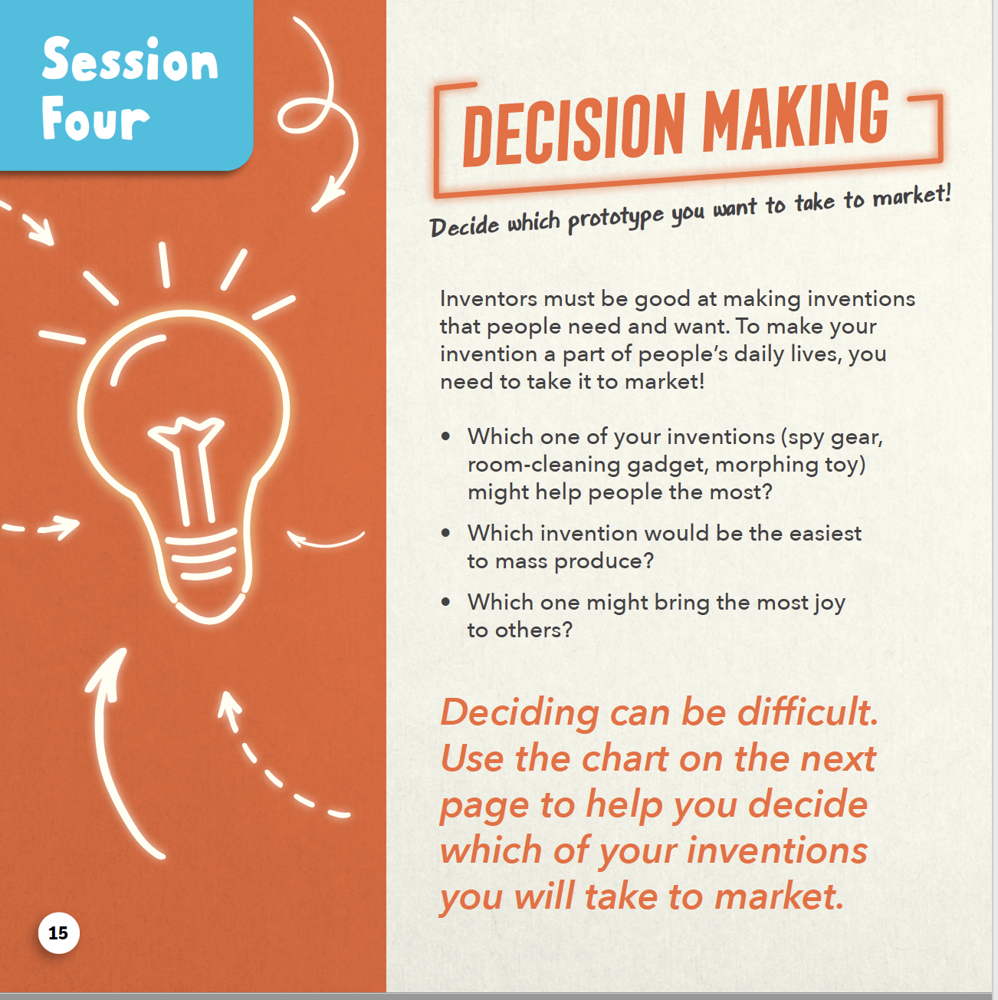 Session
Four
DECISION MAKING
Decide which prototype you want to take to market!
Inventors must be good at making inventions
that people need and want. To make your
invention a part of people’s daily lives, you
need to take it to market!
• Which one of your inventions (spy gear,
room-cleaning gadget, morphing toy)
might help people the most?
• Which invention would be the easiest
to mass produce?
• Which one might bring the most joy
to others?
Deciding can be difficult.
Use the chart on the next
page to help you decide
which of your inventions
you will take to market.
15